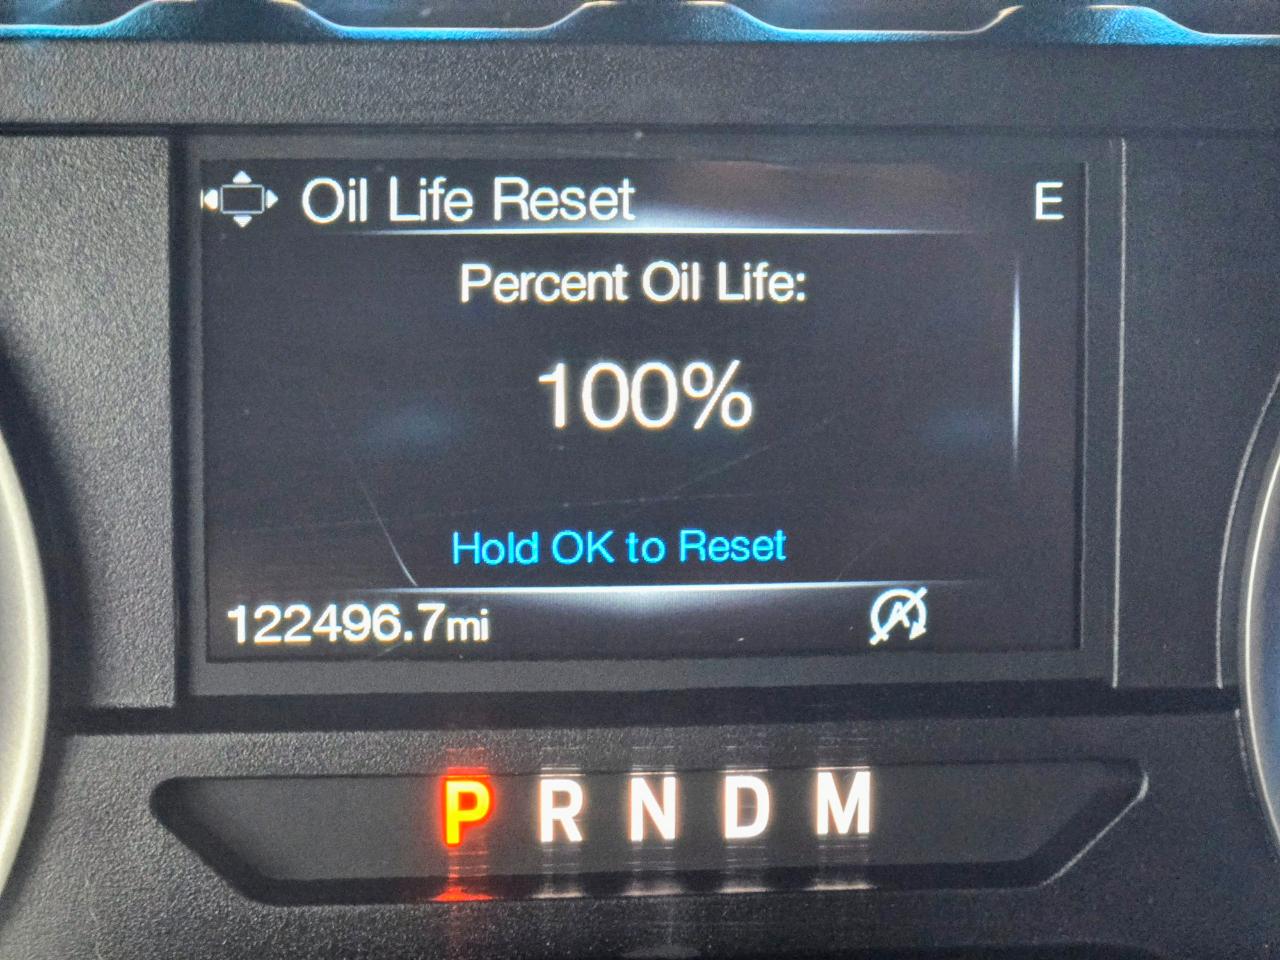 Oil Life Reset E
Percent Oil Life:
100%
Hold OK to Reset
122496.7mi A
P R N D M